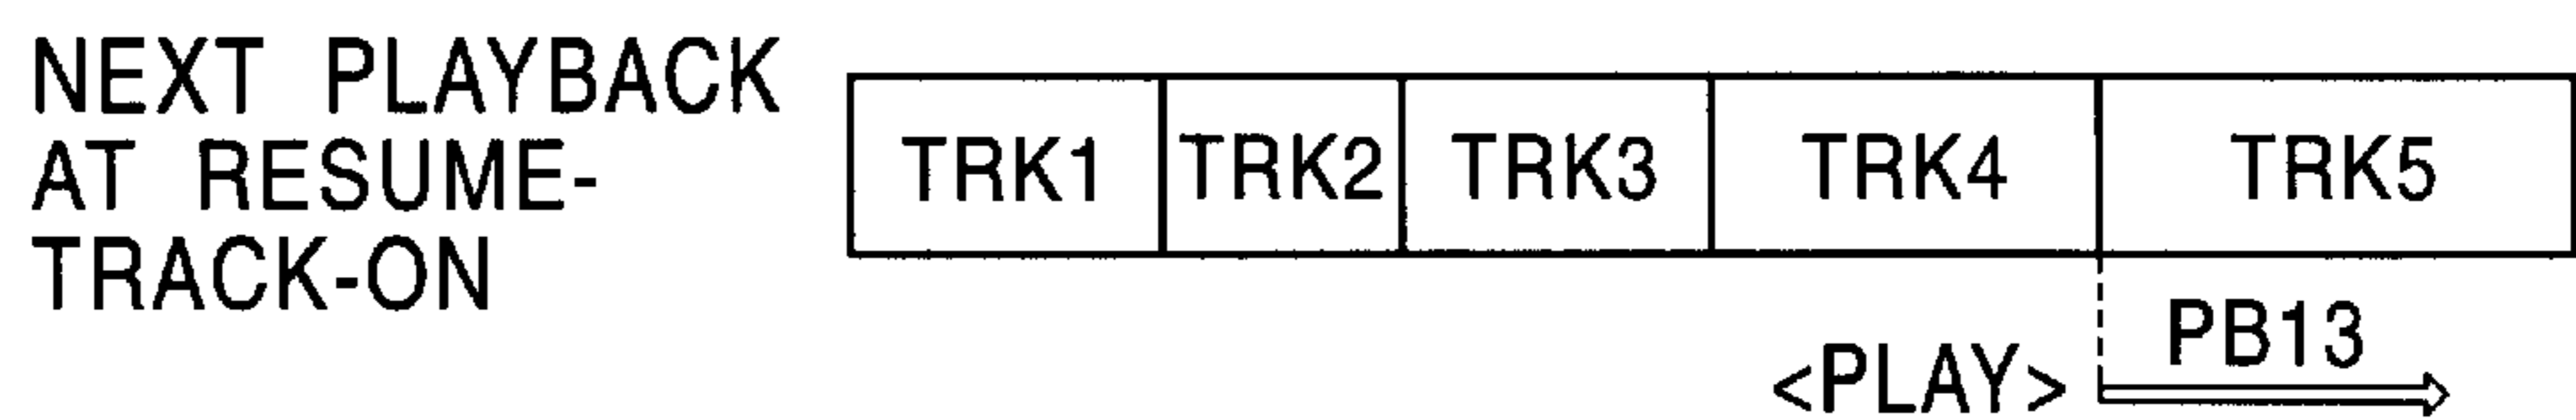 NEXT PLAYBACK
AT RESUME-
TRACK-ON
TRK1 TRK2 TRK3 TRK4 TRK5
PB13
<PLAY>